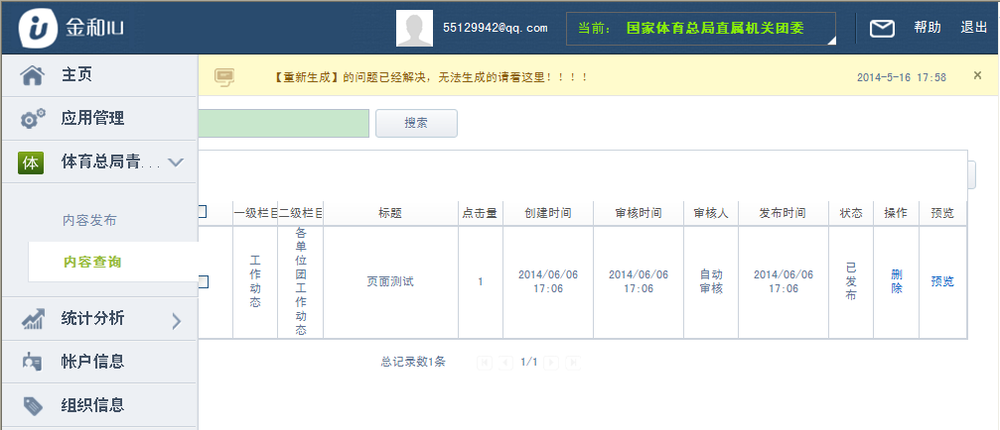 金和IU
55129942@qq.com
当前： 国家体育总局直属机关团委
帮助
退出
主页
【重新生成】的问题已经解决，无法生成的请看这里！！！！
2014-5-16 17:58
×
应用管理
搜索
体
体育总局青...
内容发布
内容查询
统计分析
帐户信息
组织信息
一级栏目 二级栏目 标题 点击量 创建时间 审核时间 审核人 发布时间 状态 操作 预览
工作动态 各单位团工作动态 页面测试 1 2014/06/06 17:06 2014/06/06 17:06 自动审核 2014/06/06 17:06 已发布 删除 预览
总记录数1条 1/1